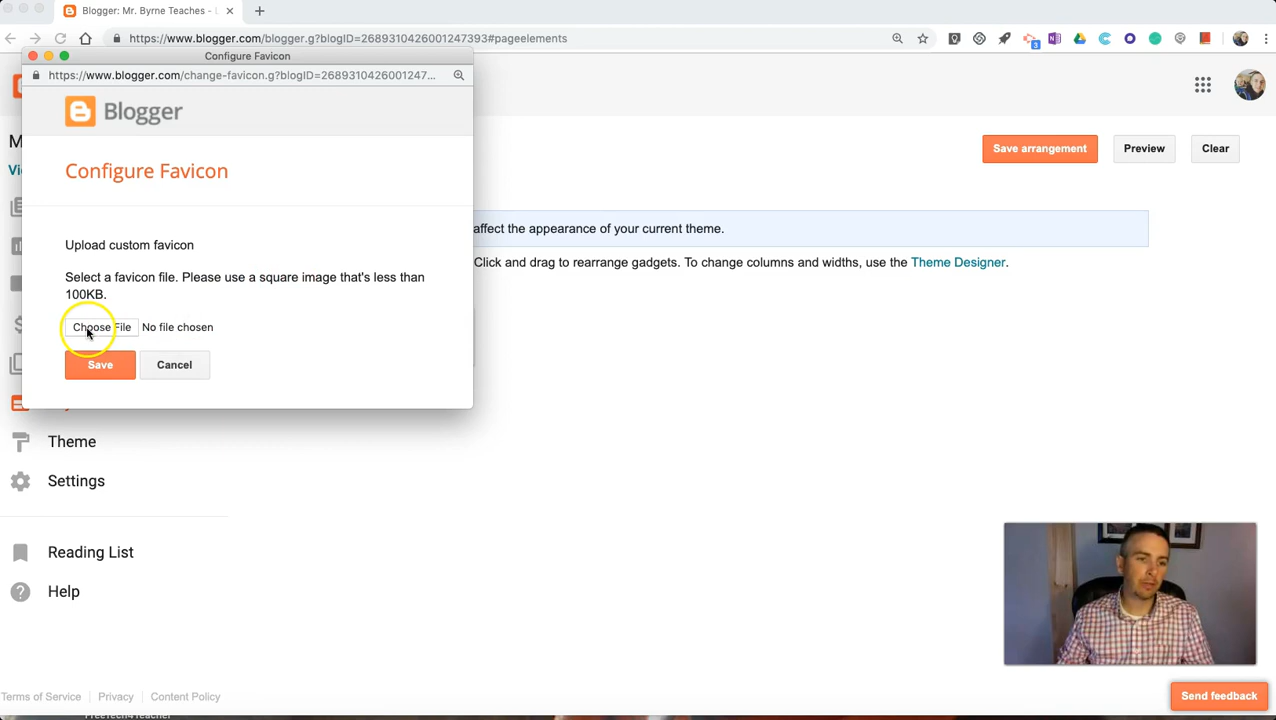 Blogger: Mr. Byrne Teaches -
https://www.blogger.com/blogger.g?blogID=2689310426001247393#pageelements
Configure Favicon
https://www.blogger.com/change-favicon.g?blogID=2689310426001247...
Blogger
Configure Favicon
Save arrangement
Preview
Clear
affect the appearance of your current theme.
Upload custom favicon
Click and drag to rearrange gadgets. To change columns and widths, use the Theme Designer.
Select a favicon file. Please use a square image that's less than
100KB.
Choose File No file chosen
Save
Cancel
Theme
Settings
Reading List
Help
Terms of Service
Privacy
Content Policy
Send feedback
FreeTech4Teacher